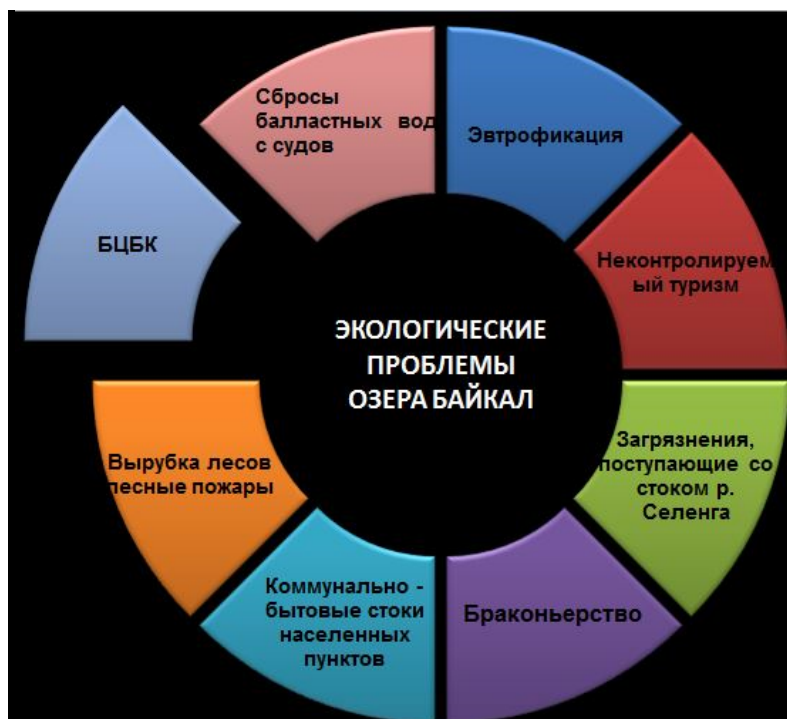 Сбросы
балластных вод
с судов
Эвтрофикация
БЦБК
Неконтролируем
ый туризм
ЭКОЛОГИЧЕСКИЕ
ПРОБЛЕМЫ
ОЗЕРА БАЙКАЛ
Загрязнения,
поступающие со
стоком р.
Селенга
Вырубка лесов
лесные пожары
Коммунально -
бытовые стоки
населенных
пунктов
Браконьерство